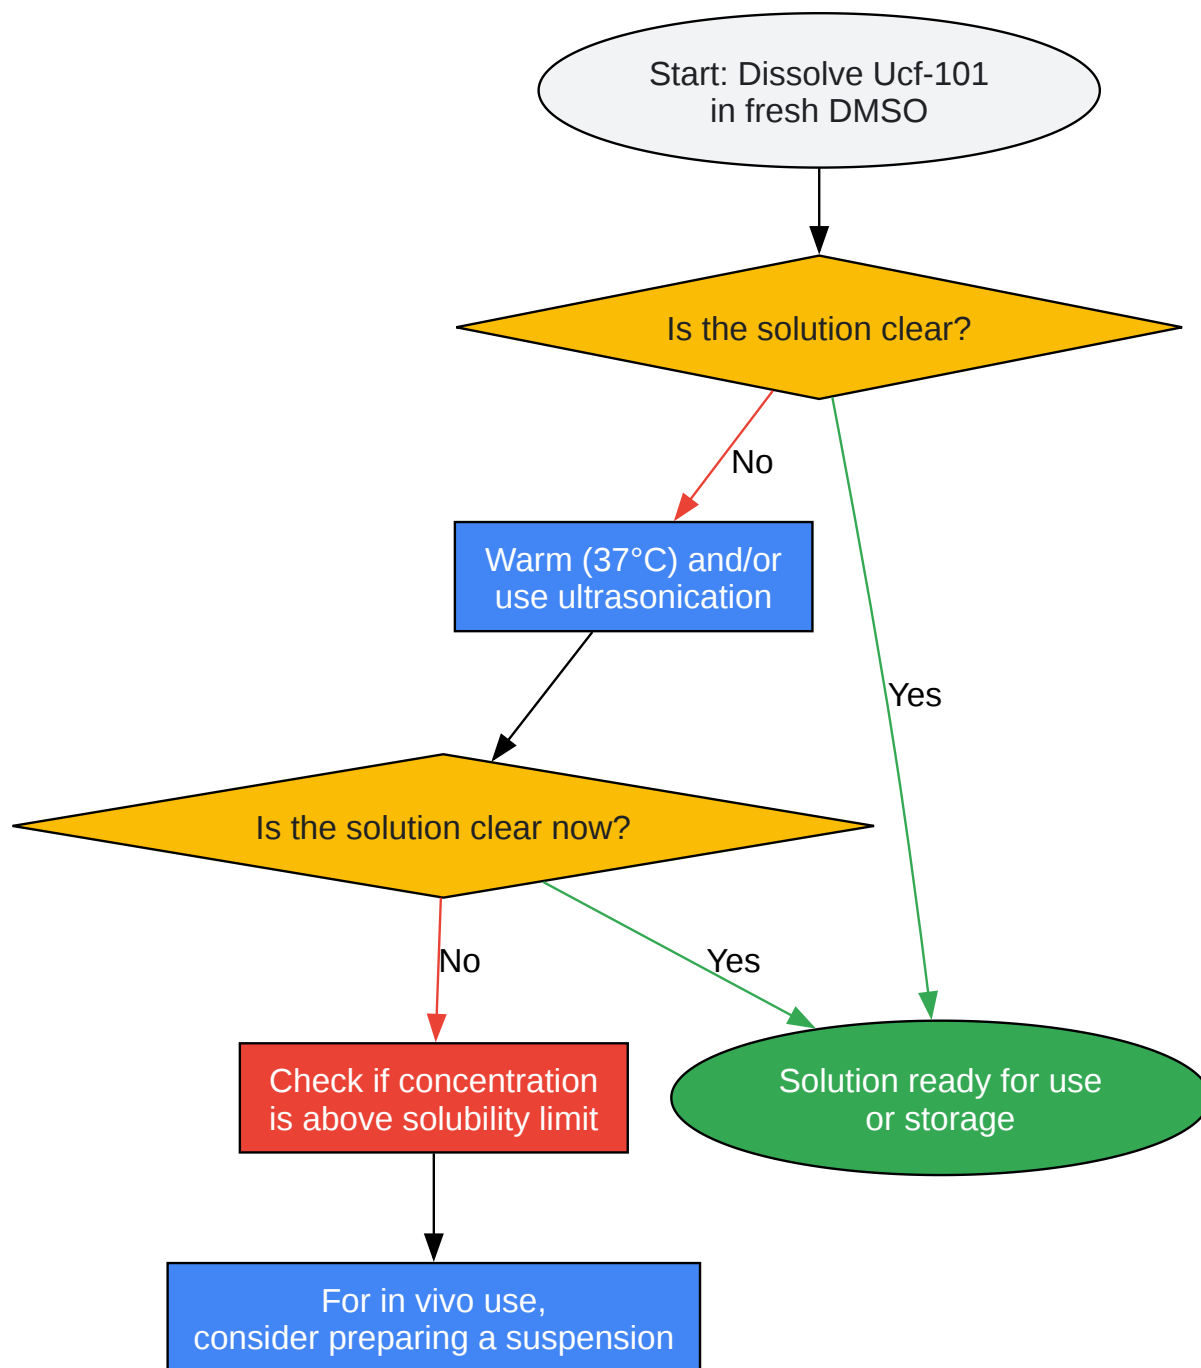 Start: Dissolve Ucf-101
in fresh DMSO
Is the solution clear?
No
Warm (37°C) and/or
use ultrasonication
Yes
Is the solution clear now?
No
Yes
Check if concentration
is above solubility limit
Solution ready for use
or storage
For in vivo use,
consider preparing a suspension